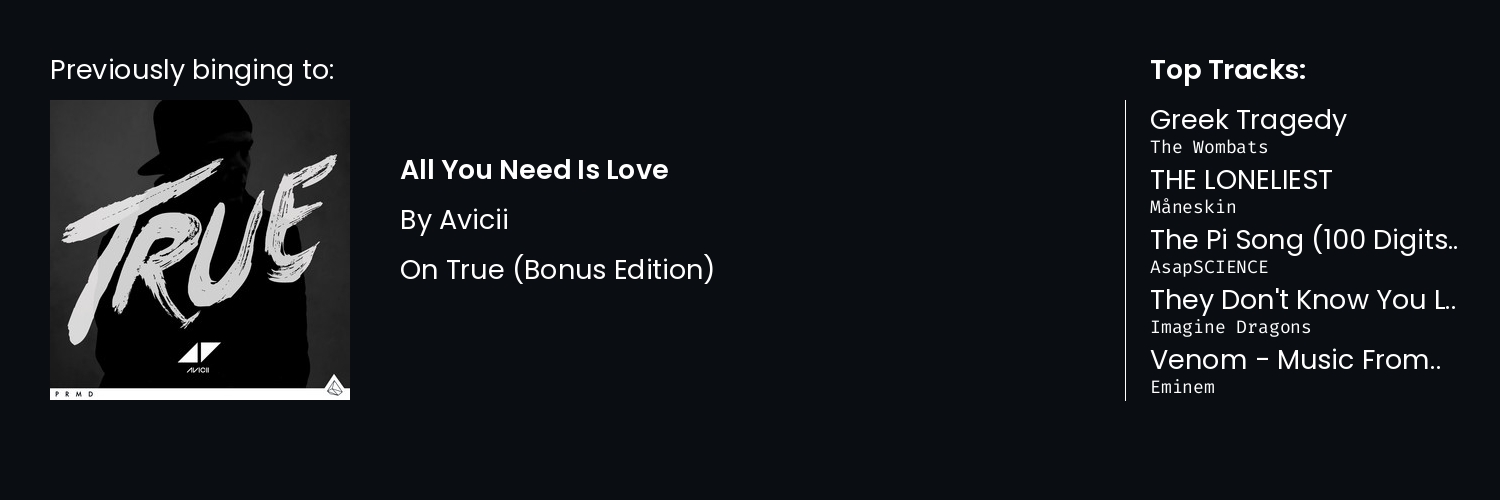 Previously binging to:
TRUE
AVICII
PRMD
All You Need Is Love
By Avicii
On True (Bonus Edition)
Top Tracks:
Greek Tragedy
The Wombats
THE LONELIEST
Måneskin
The Pi Song (100 Digits..
AsapSCIENCE
They Don't Know You L..
Imagine Dragons
Venom - Music From..
Eminem